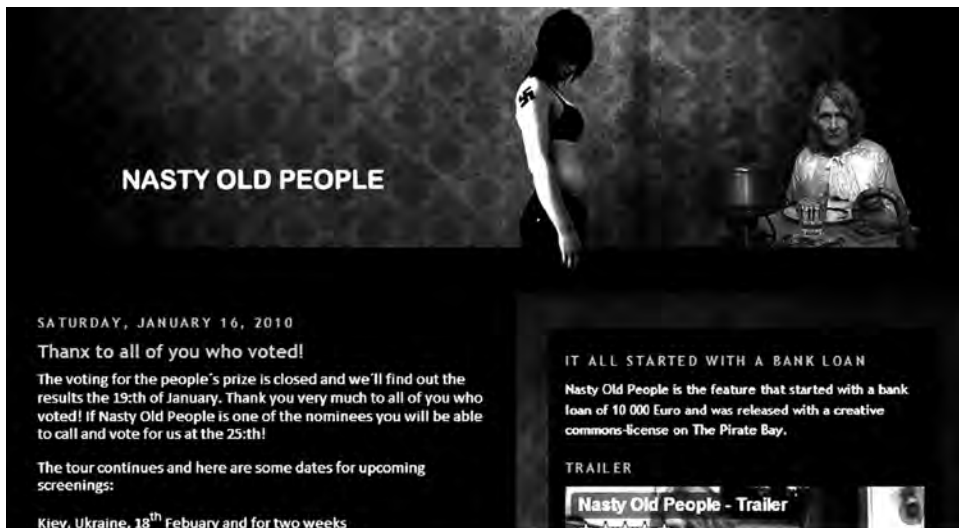 NASTY OLD PEOPLE
SATURDAY, JANUARY 16, 2010
Thanx to all of you who voted!
The voting for the people´s prize is closed and we´ll find out the
results the 19:th of January. Thank you very much to all of you who
voted! If Nasty Old People is one of the nominees you will be able
to call and vote for us at the 25:th!
The tour continues and here are some dates for upcoming
screenings:
Kiev, Ukraine, 18th Febuary and for two weeks
IT ALL STARTED WITH A BANK LOAN
Nasty Old People is the feature that started with a bank
loan of 10 000 Euro and was released with a creative
commons-license on The Pirate Bay.
TRAILER
Nasty Old People - Trailer